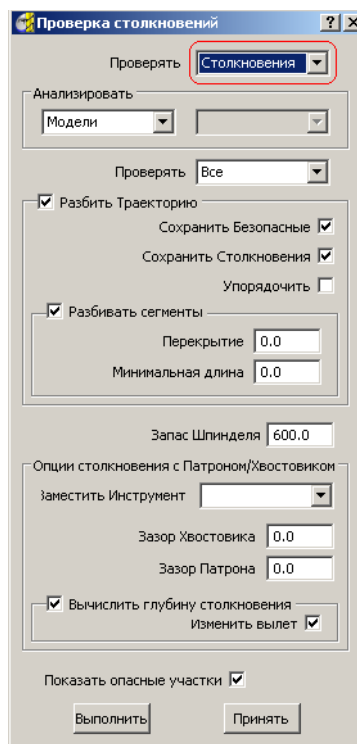 Проверка столкновений
Проверять Столкновения
Анализировать
Модели
Проверять Все
Разбить Траекторию
Сохранить Безопасные
Сохранить Столкновения
Упорядочить
Разбивать сегменты
Перекрытие 0.0
Минимальная длина 0.0
Запас Шпинделя 600.0
Опции столкновения с Патроном/Хвостовиком
Заместить Инструмент
Зазор Хвостовика 0.0
Зазор Патрона 0.0
Вычислить глубину столкновения
Изменить вылет
Показать опасные участки
Выполнить Принять